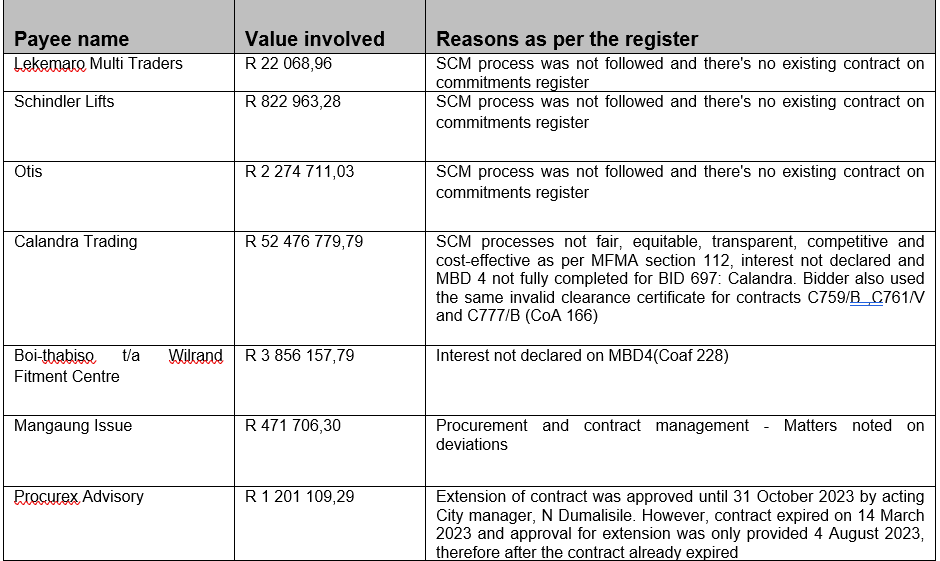 Payee name Value involved Reasons as per the register
Lekemaro Multi Traders R 22 068,96 SCM process was not followed and there's no existing contract on
commitments register
Schindler Lifts R 822 963,28 SCM process was not followed and there's no existing contract on
commitments register
Otis R 2 274 711,03 SCM process was not followed and there's no existing contract on
commitments register
Calandra Trading R 52 476 779,79 SCM processes not fair, equitable, transparent, competitive and
cost-effective as per MFMA section 112, interest not declared and
MBD 4 not fully completed for BID 697: Calandra. Bidder also used
the same invalid clearance certificate for contracts C759/B ,C761/V
and C777/B (CoA 166)
Boi-thabiso t/a Wilrand R 3 856 157,79 Interest not declared on MBD4(Coaf 228)
Fitment Centre
Mangaung Issue R 471 706,30 Procurement and contract management - Matters noted on
deviations
Procurex Advisory R 1 201 109,29 Extension of contract was approved until 31 October 2023 by acting
City manager, N Dumalisile. However, contract expired on 14 March
2023 and approval for extension was only provided 4 August 2023,
therefore after the contract already expired